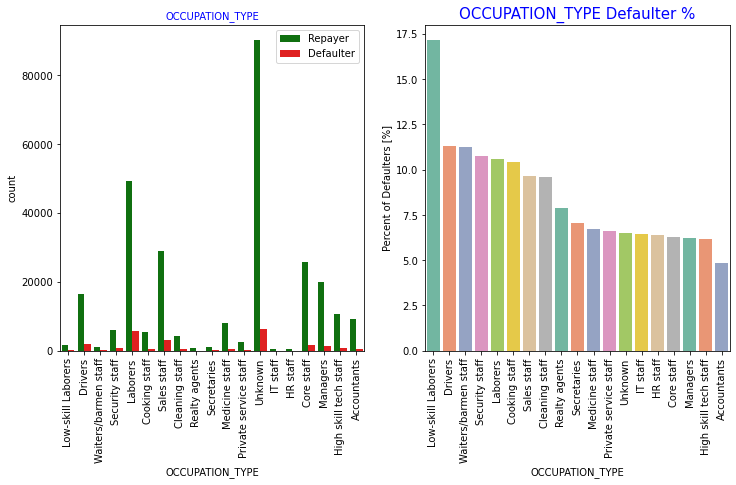 OCCUPATION_TYPE
Repayer
Defaulter
count
80000
60000
40000
20000
0
Low-skill Laborers
Drivers
Waiters/barmen staff
Security staff
Laborers
Cooking staff
Sales staff
Cleaning staff
Realty agents
Secretaries
Medicine staff
Private service staff
Unknown
IT staff
HR staff
Core staff
Managers
High skill tech staff
Accountants
OCCUPATION_TYPE
OCCUPATION_TYPE Defaulter %
Percent of Defaulters [%]
17.5
15.0
12.5
10.0
7.5
5.0
2.5
0.0
Low-skill Laborers
Drivers
Waiters/barmen staff
Security staff
Laborers
Cooking staff
Sales staff
Cleaning staff
Realty agents
Secretaries
Medicine staff
Private service staff
Unknown
IT staff
HR staff
Core staff
Managers
High skill tech staff
Accountants
OCCUPATION_TYPE